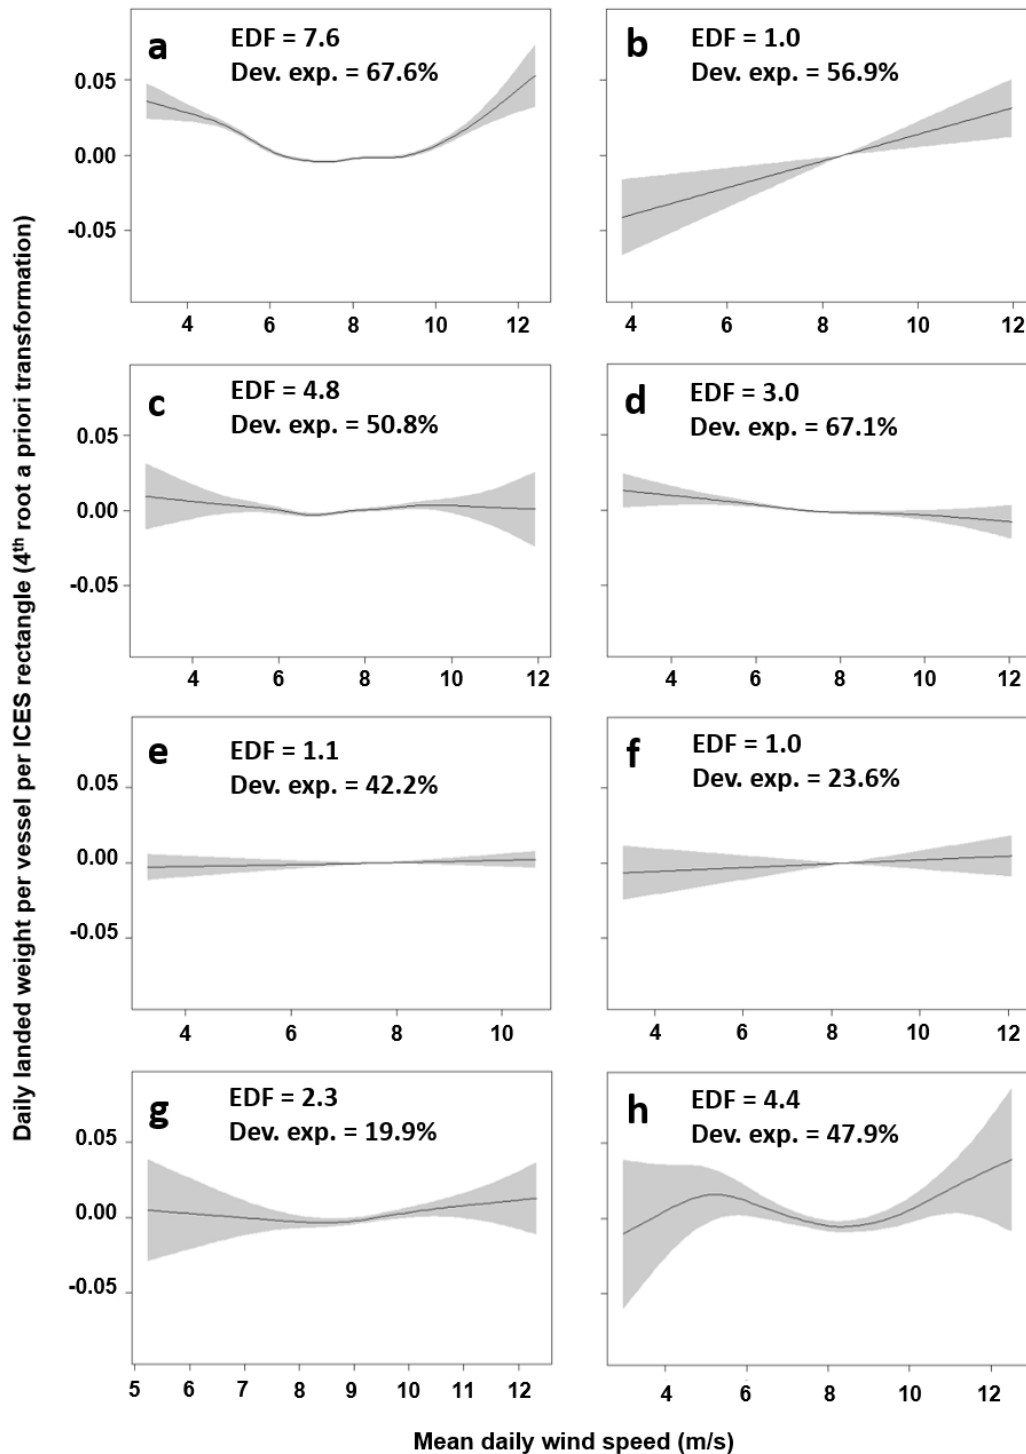 Daily landed weight per vessel per ICES rectangle (4th root a priori transformation)
a
EDF = 7.6
Dev. exp. = 67.6%
0.05
0.00
-0.05
4 6 8 10 12
b
EDF = 1.0
Dev. exp. = 56.9%
4 6 8 10 12
c
EDF = 4.8
Dev. exp. = 50.8%
0.05
0.00
-0.05
4 6 8 10 12
d
EDF = 3.0
Dev. exp. = 67.1%
4 6 8 10 12
e
EDF = 1.1
Dev. exp. = 42.2%
0.05
0.00
-0.05
4 6 8 10
f
EDF = 1.0
Dev. exp. = 23.6%
4 6 8 10 12
g
EDF = 2.3
Dev. exp. = 19.9%
0.05
0.00
-0.05
5 6 7 8 9 10 11 12
h
EDF = 4.4
Dev. exp. = 47.9%
4 6 8 10 12
Mean daily wind speed (m/s)